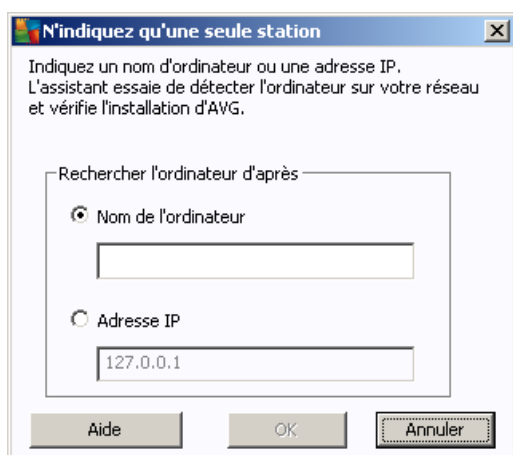 N'indiquez qu'une seule station
Indiquez un nom d'ordinateur ou une adresse IP.
L'assistant essaie de détecter l'ordinateur sur votre réseau
et vérifie l'installation d'AVG.
Rechercher l'ordinateur d'après
Nom de l'ordinateur
Adresse IP
127.0.0.1
Aide
OK
Annuler